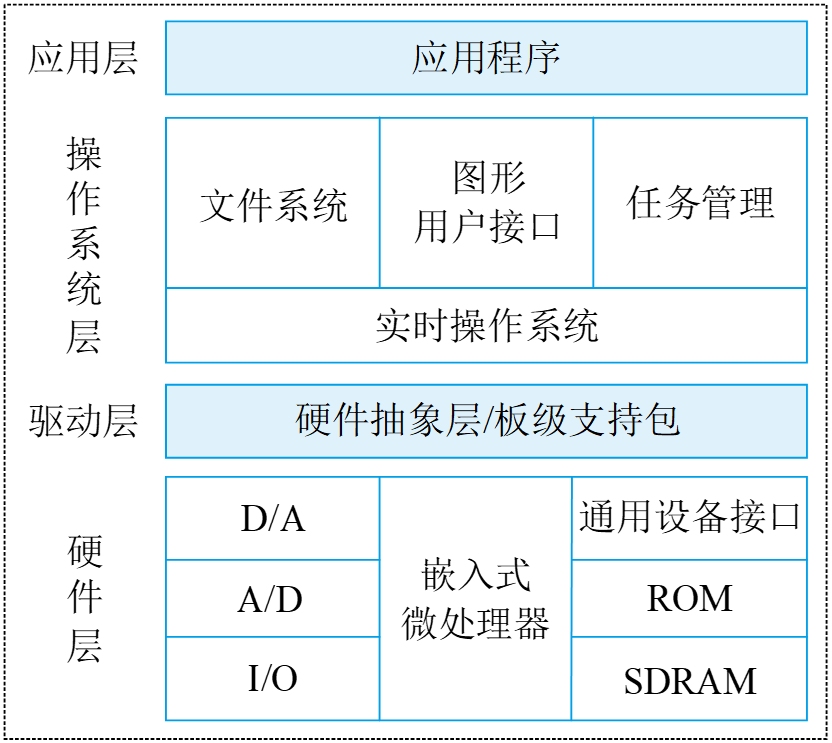 应用层
应用程序
操作系统层
文件系统
图形
用户接口
任务管理
实时操作系统
驱动层
硬件抽象层/板级支持包
硬件层
D/A
A/D
I/O
嵌入式
微处理器
通用设备接口
ROM
SDRAM